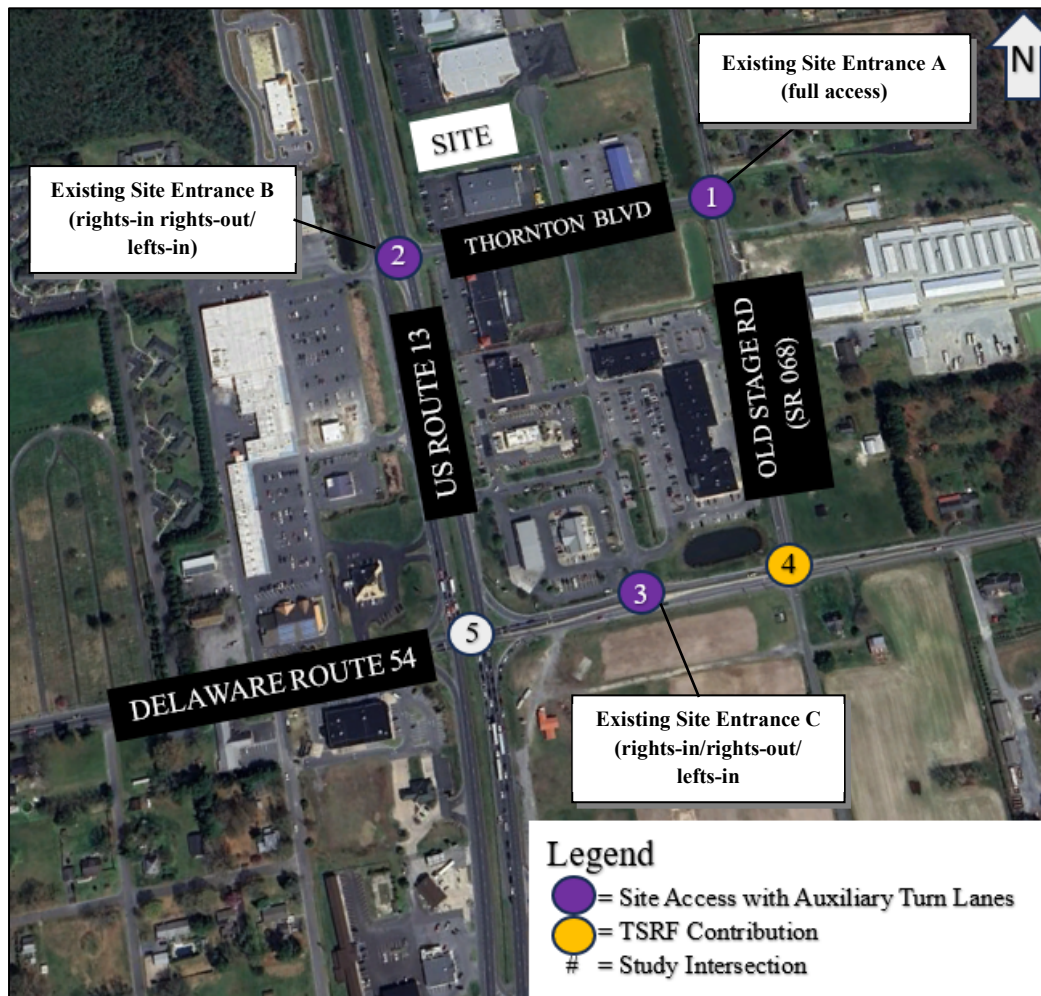 N
Existing Site Entrance A
(full access)
SITE
Existing Site Entrance B
(rights-in rights-out/
lefts-in)
1
THORNTON BLVD
2
US ROUTE 13
OLD STAGE RD
(SR 068)
4
3
5
DELAWARE ROUTE 54
Existing Site Entrance C
(rights-in/rights-out/
lefts-in
Legend
= Site Access with Auxiliary Turn Lanes
= TSRF Contribution
# = Study Intersection